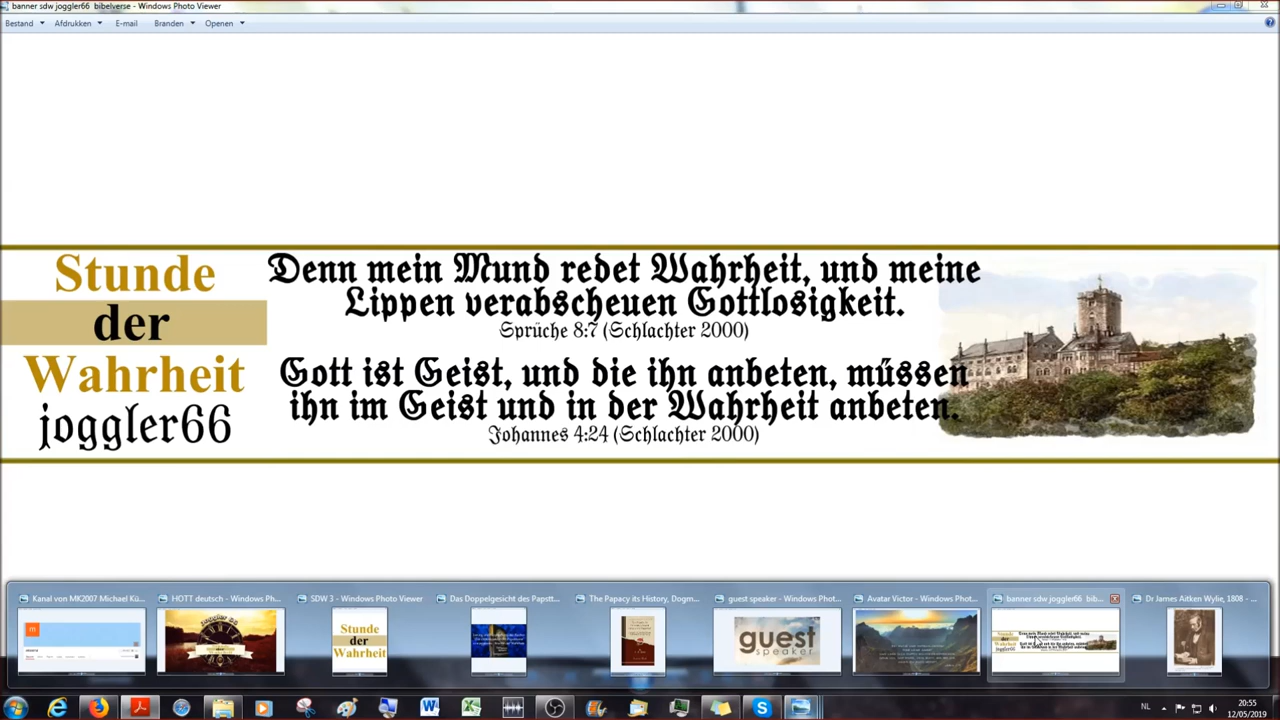 banner sdw joggler66 bibelverse - Windows Photo Viewer
Bestand Afdrukken E-mail Branden Openen
Stunde
der
Wahrheit
joggler66
Denn mein Mund redet Wahrheit, und meine
Lippen verabscheuen Gottlosigkeit.
Sprüche 8:7 (Schlachter 2000)
Gott ist Geist, und die ihn anbeten, müssen
ihn im Geist und in der Wahrheit anbeten.
Johannes 4:24 (Schlachter 2000)
Kanal von MK2007 Michael Kü...
HOTT deutsch - Windows Ph...
SDW 3 - Windows Photo Viewer
Das Doppelgesicht des Papstt...
The Papacy its History, Dogm...
guest speaker - Windows Phot...
Avatar Victor - Windows Phot...
banner sdw joggler66 bib...
Dr James Aitken Wylie, 1808 - ...
Stunde
der
Wahrheit
guest
speaker
NL
20:55
12/05/2019